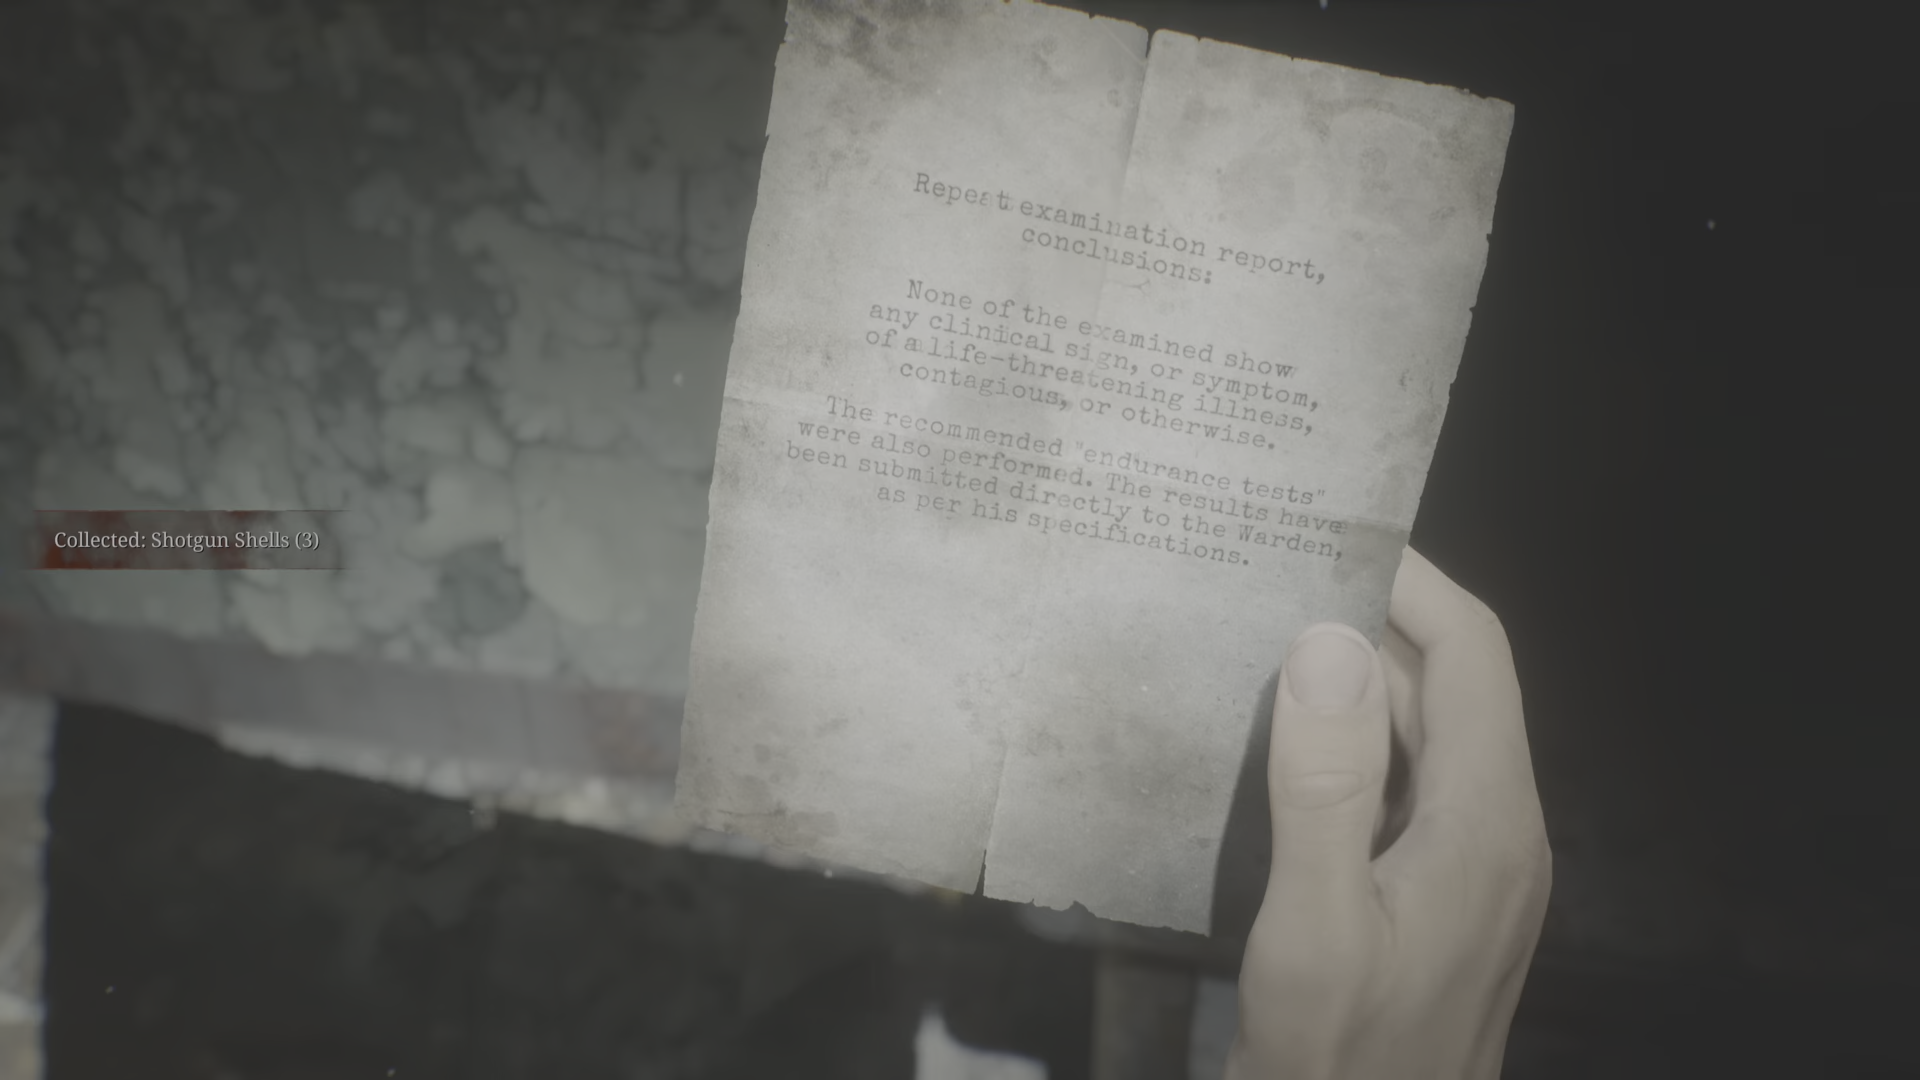 Repeat examination report,
conclusions:
None of the examined show
any clinical sign, or symptom,
of a life-threatening illness,
contagious, or otherwise.
The recommended "endurance tests"
were also performed. The results have
been submitted directly to the Warden,
as per his specifications.
Collected: Shotgun Shells (3)